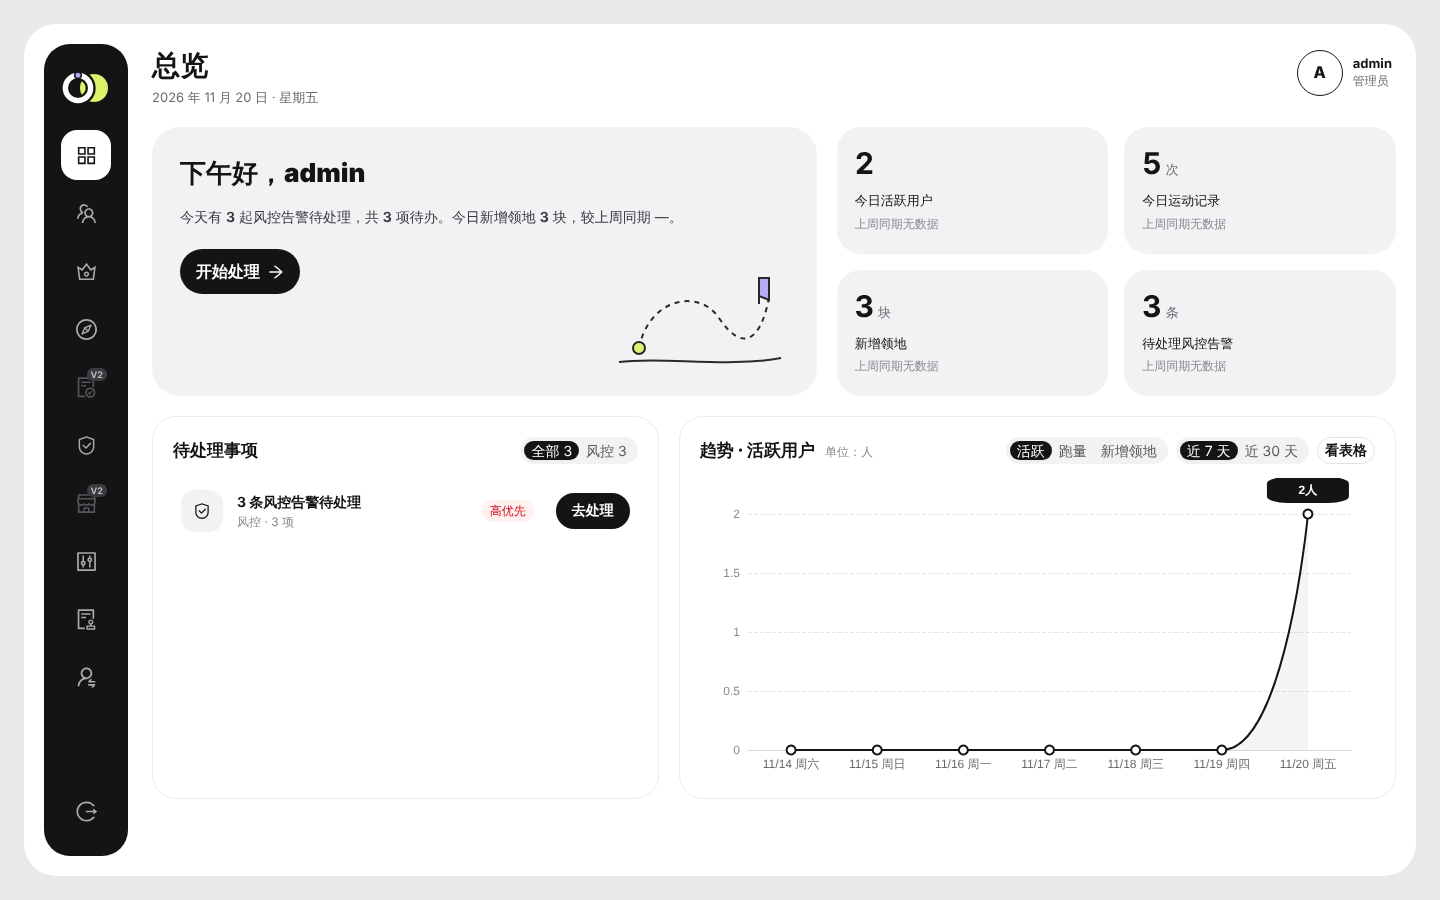 总览
2026 年 11 月 20 日 · 星期五
A
admin
管理员
V2
V2
下午好，admin
今天有 3 起风控告警待处理，共 3 项待办。今日新增领地 3 块，较上周同期 —。
开始处理
2
今日活跃用户
上周同期无数据
5 次
今日运动记录
上周同期无数据
3 块
新增领地
上周同期无数据
3 条
待处理风控告警
上周同期无数据
待处理事项
全部 3 风控 3
3 条风控告警待处理
风控 · 3 项
高优先
去处理
趋势 · 活跃用户 单位：人
活跃 跑量 新增领地
近 7 天 近 30 天
看表格
2人
2
1.5
1
0.5
0
11/14 周六 11/15 周日 11/16 周一 11/17 周二 11/18 周三 11/19 周四 11/20 周五